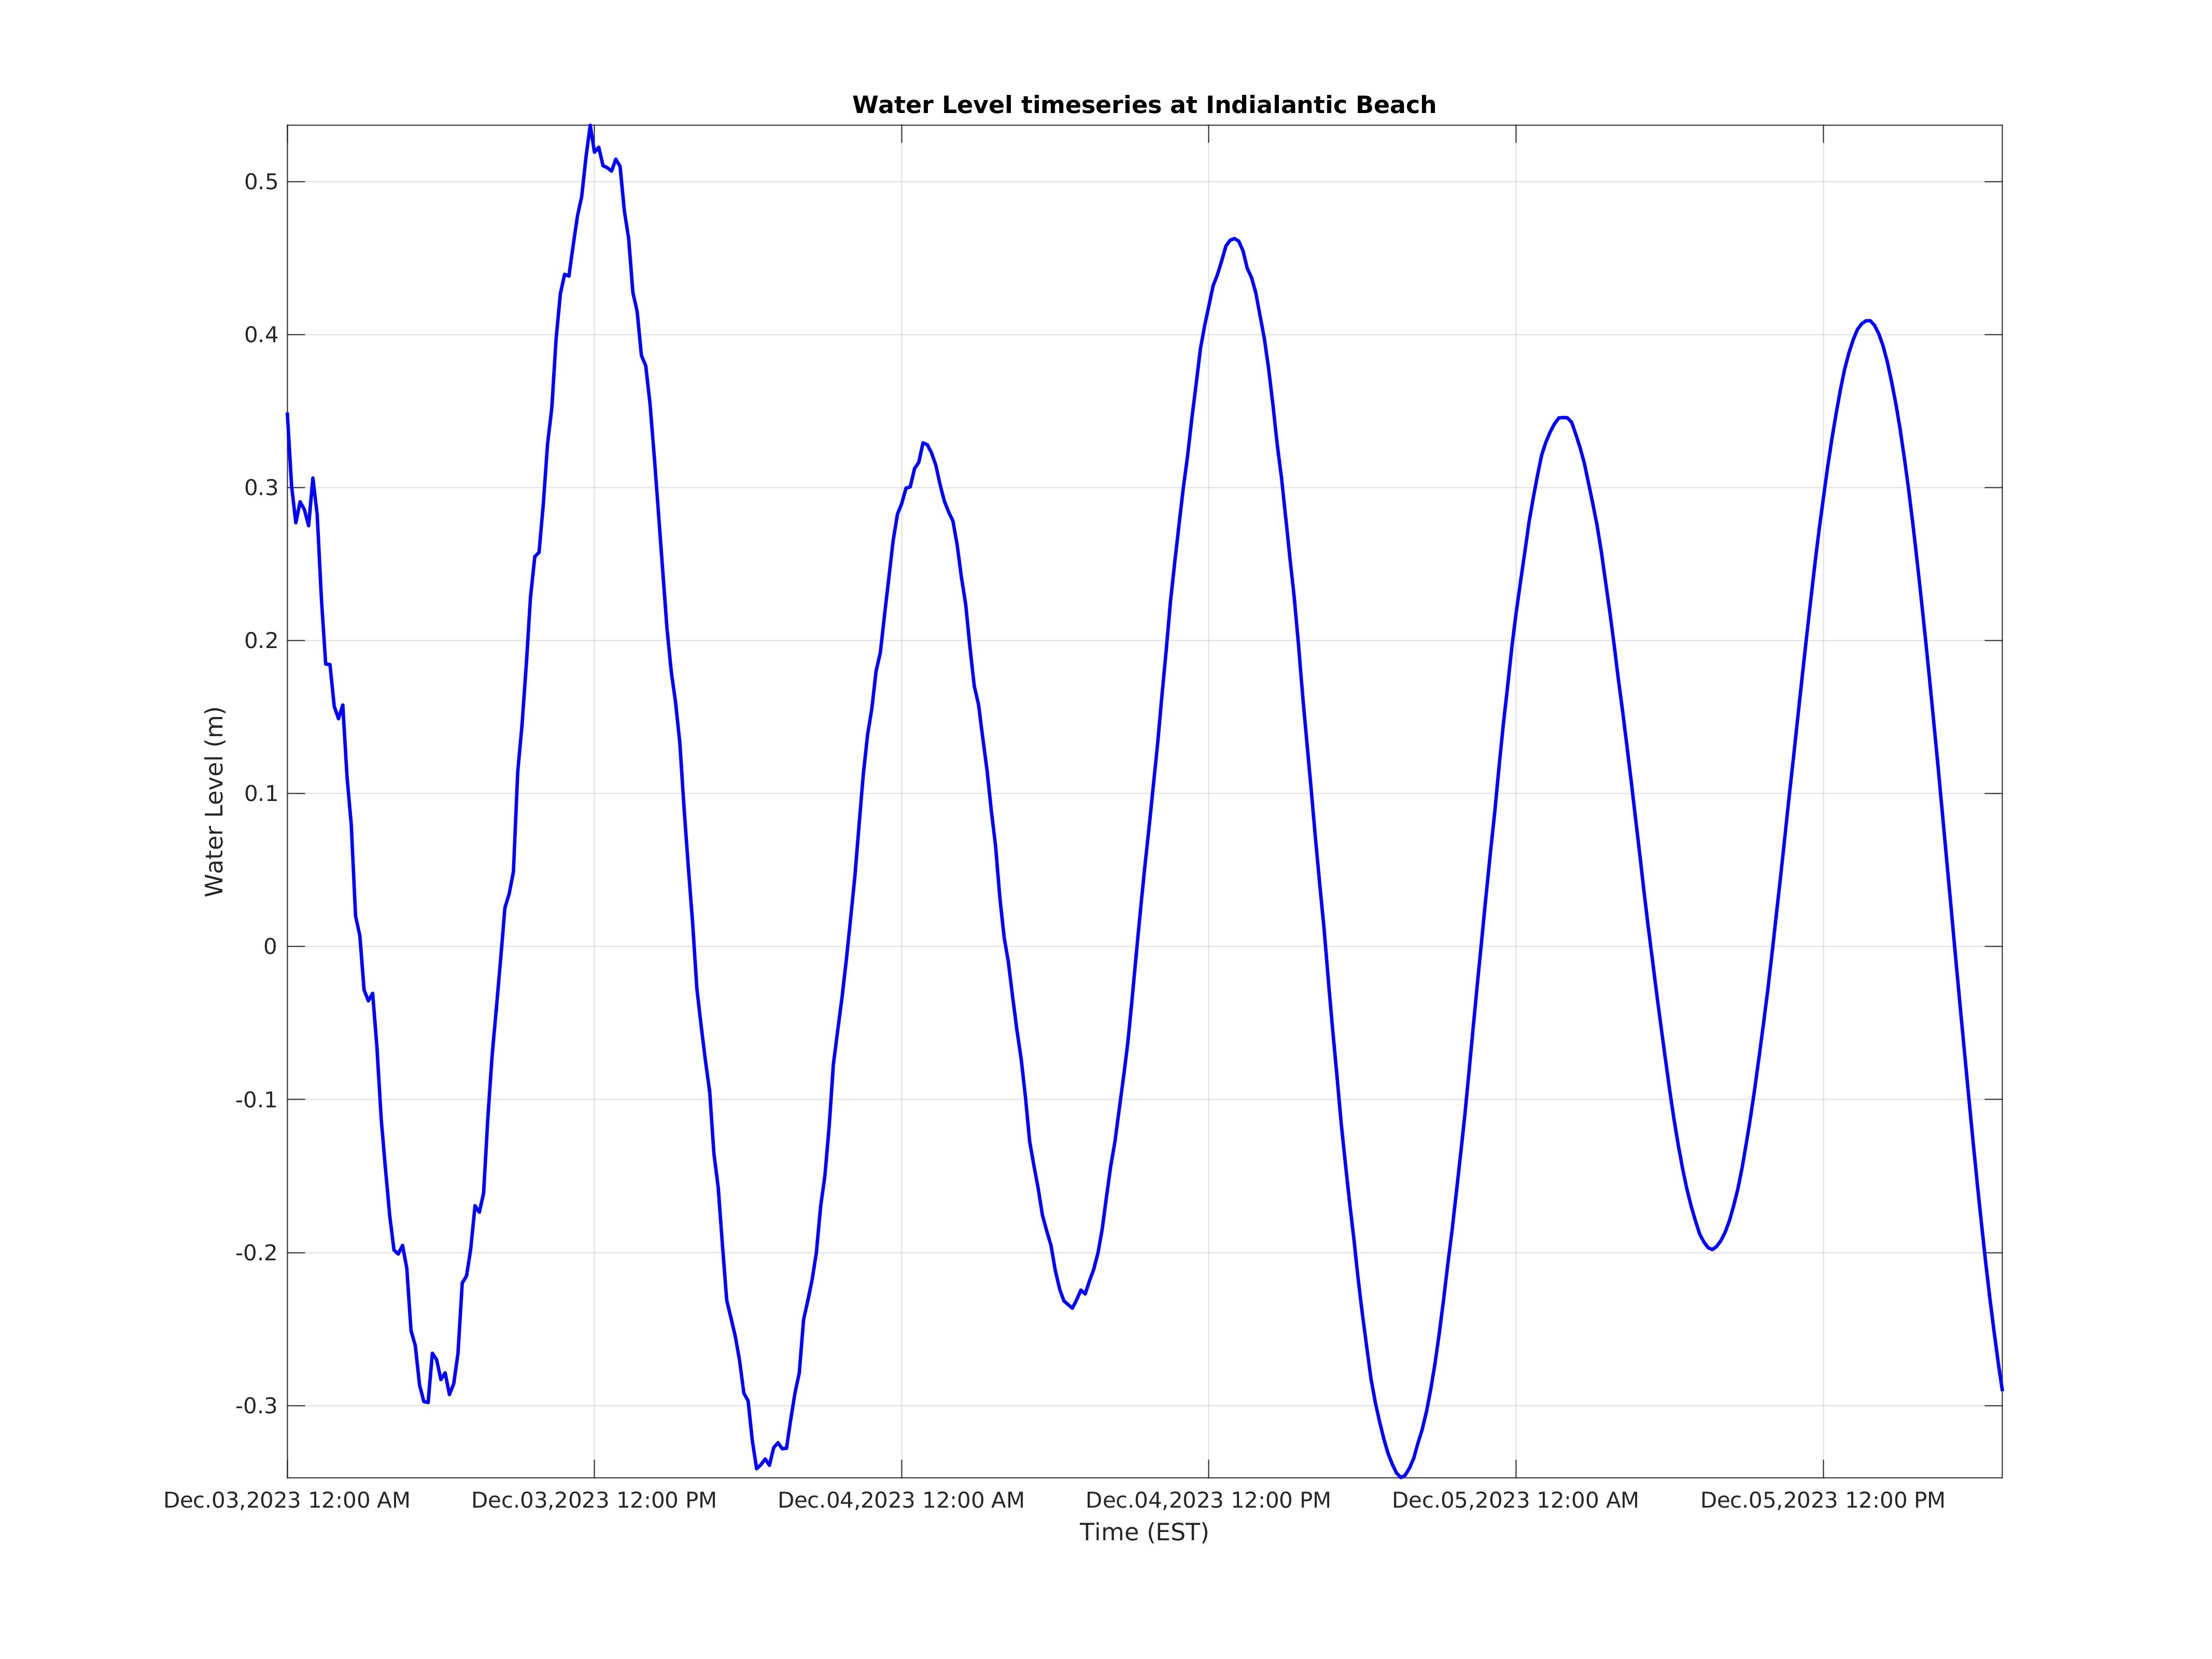 Water Level timeseries at Indialantic Beach
0.5
0.4
0.3
0.2
0.1
0
-0.1
-0.2
-0.3
Water Level (m)
Dec.03,2023 12:00 AM
Dec.03,2023 12:00 PM
Dec.04,2023 12:00 AM
Dec.04,2023 12:00 PM
Dec.05,2023 12:00 AM
Dec.05,2023 12:00 PM
Time (EST)